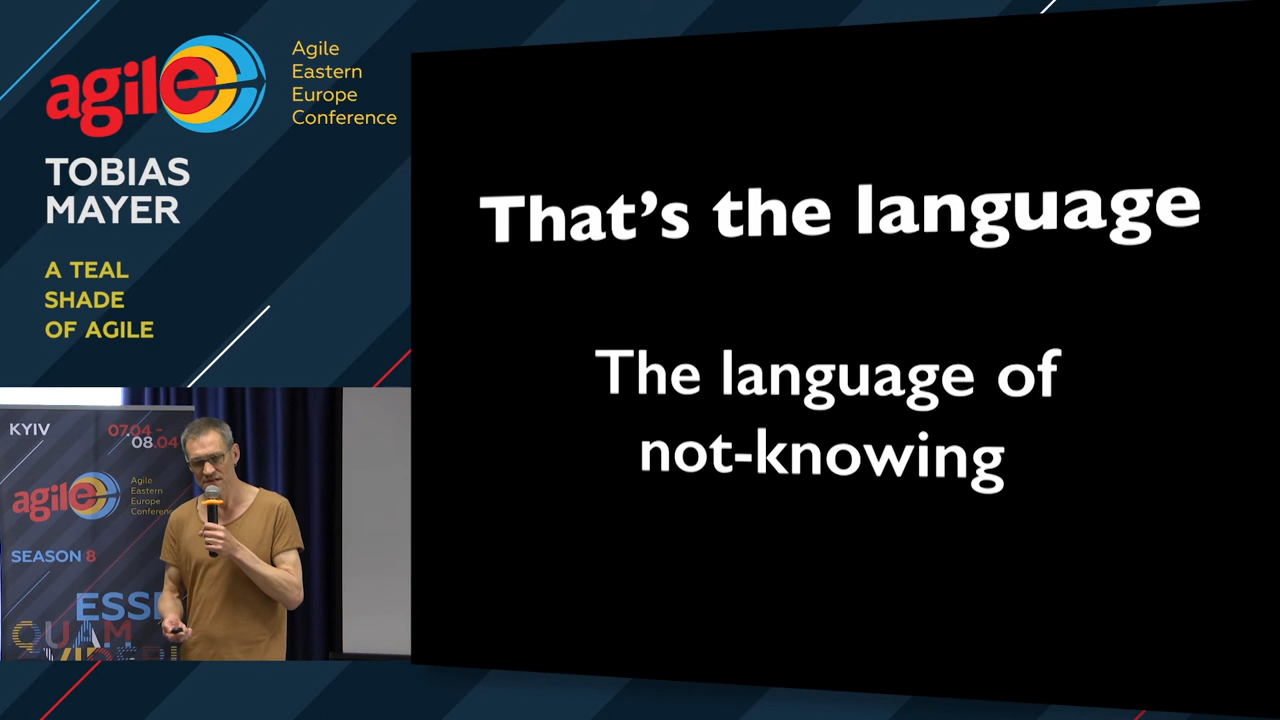 agile
Agile
Eastern
Europe
Conference
TOBIAS
MAYER
A TEAL
SHADE
OF AGILE
That's the language
The language of
not-knowing
KYIV
07.04 -
08.04
agile
Agile
Eastern
Europe
SEASON 8
QUAM